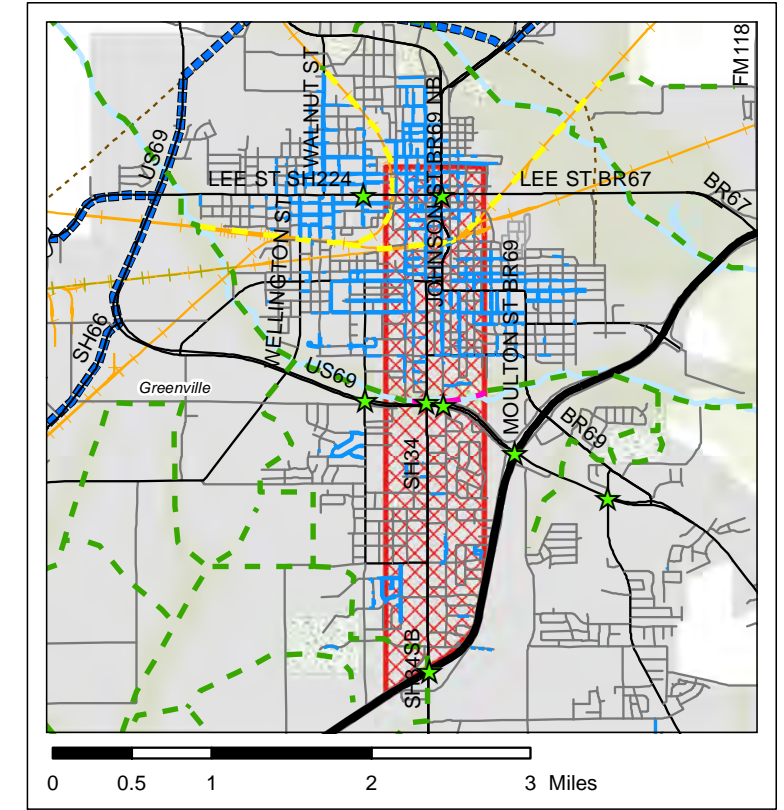 FM118
WALNUT ST
JOHNSON ST BR69 NB
US69
LEE ST SH224
LEE ST BR67
BR67
WELLINGTON ST
MOULTON ST BR69
SH66
US69
Greenville
BR69
SH34
SH34SB
0 0.5 1 2 3 Miles